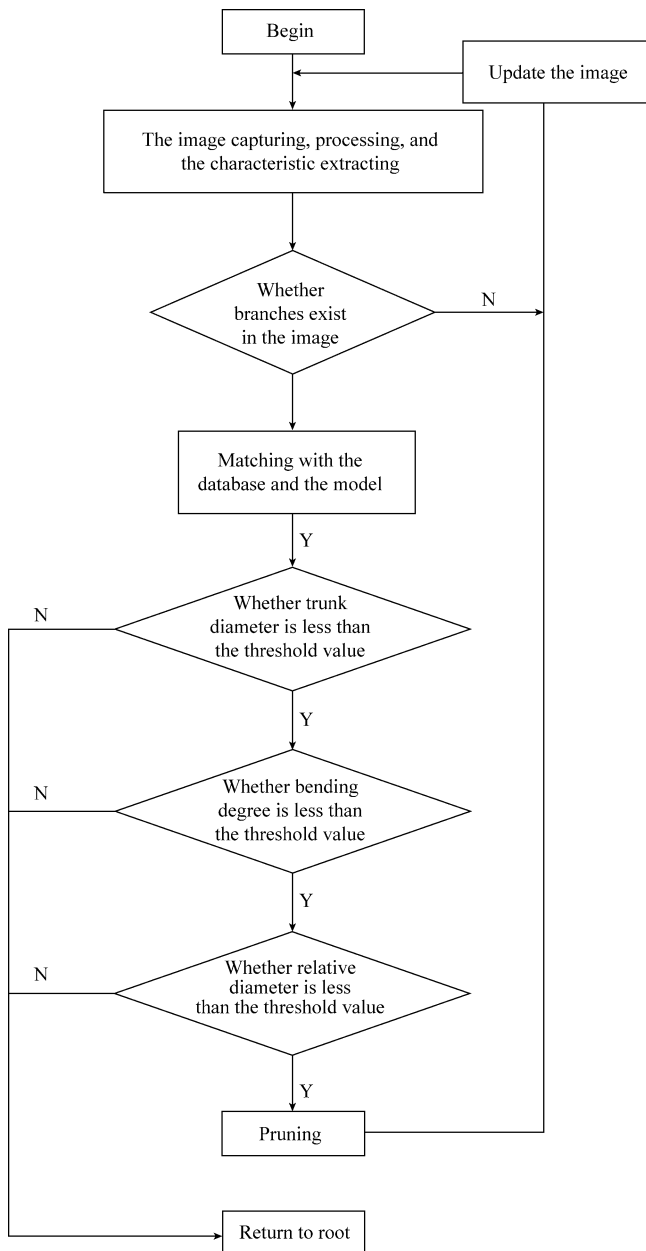 Begin
Update the image
The image capturing, processing, and
the characteristic extracting
Whether
branches exist
in the image
N
Matching with the
database and the model
Y
N
Whether trunk
diameter is less than
the threshold value
Y
N
Whether bending
degree is less than
the threshold value
Y
N
Whether relative
diameter is less
than the threshold value
Y
Pruning
Return to root